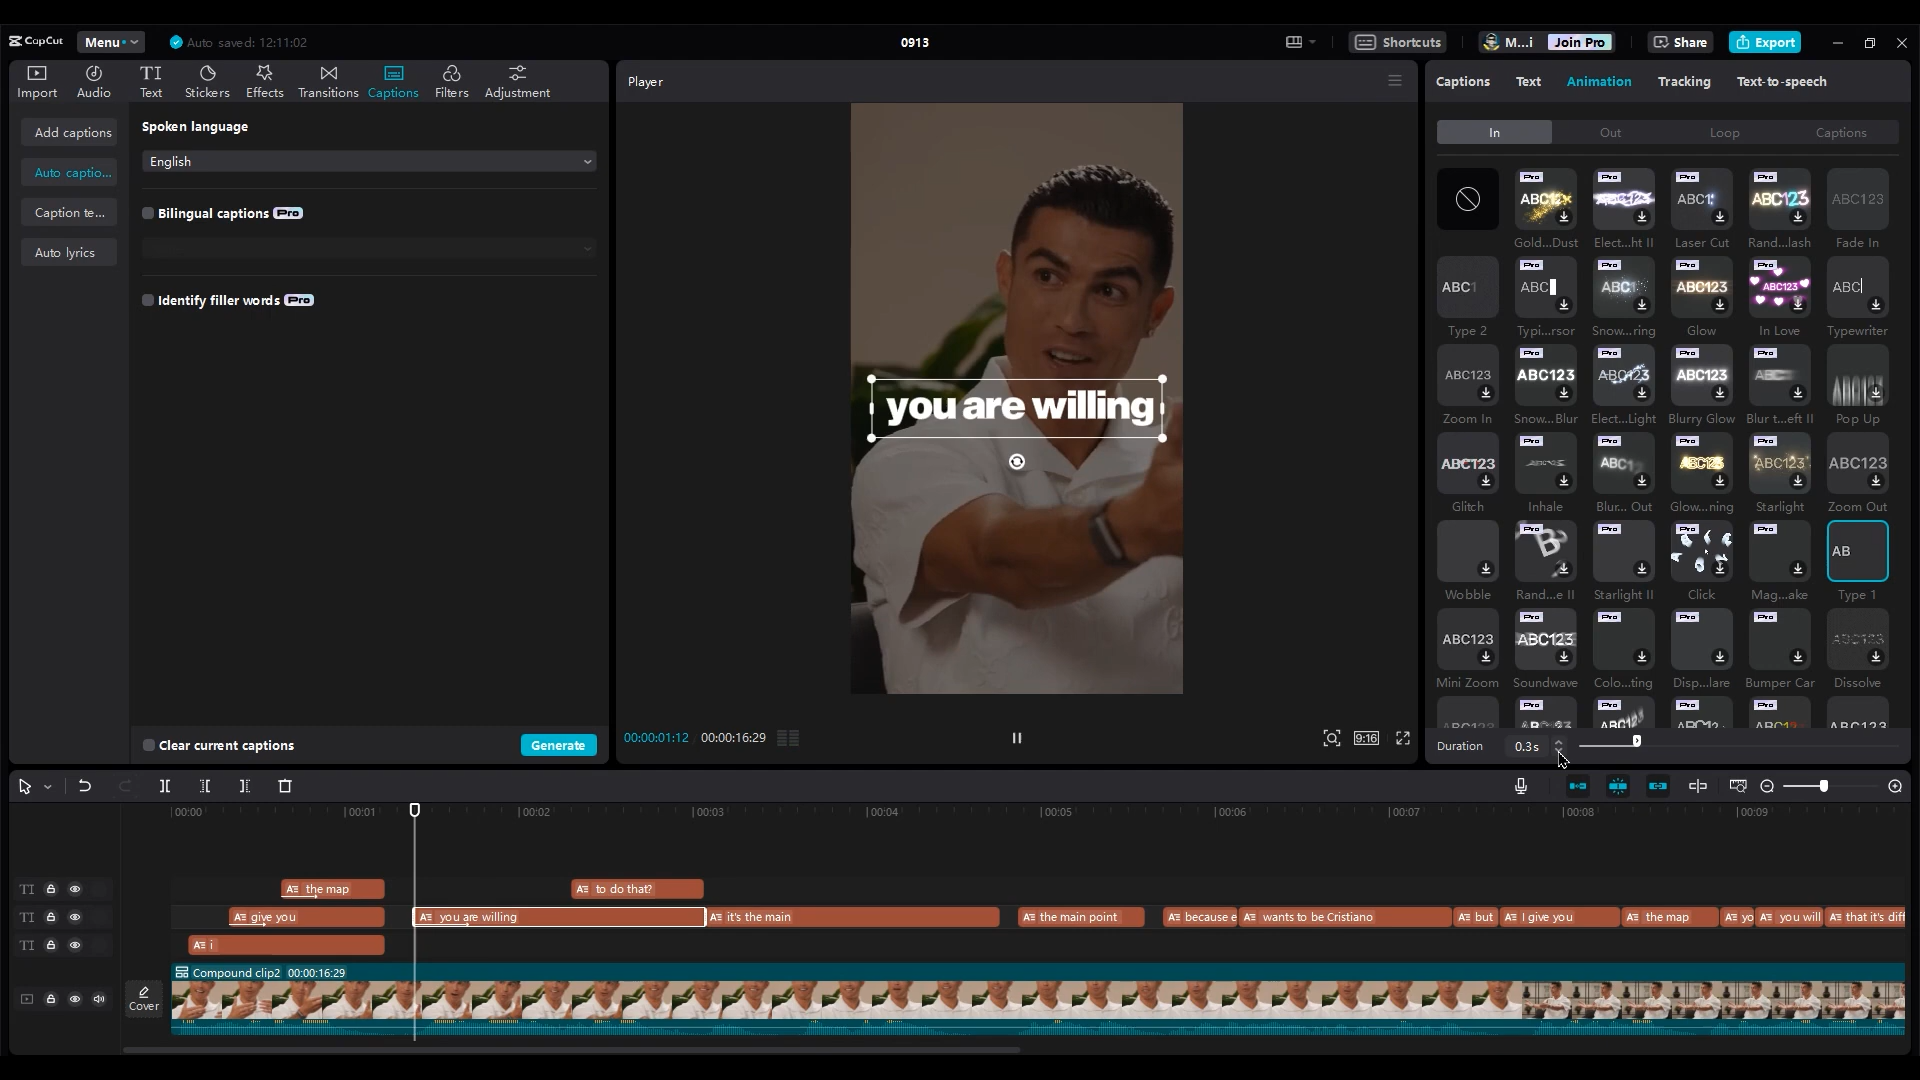 CapCut Menu Auto saved: 12:11:02 0913 Shortcuts M...i Join Pro Share Export
Import Audio Text Stickers Effects Transitions Captions Filters Adjustment
Add captions
Auto captio...
Caption te...
Auto lyrics
Spoken language
English
Bilingual captions Pro
Identify filler words Pro
Clear current captions Generate
Player
you are willing
00:00:01:12 00:00:16:29 9:16
Captions Text Animation Tracking Text-to-speech
In Out Loop Captions
Gold...Dust Elect...ht II Laser Cut Rand...lash Fade In
Type 2 Typi...rsor Snow...ring Glow In Love Typewriter
Zoom In Snow...Blur Elect...Light Blurry Glow Blur t...eft II Pop Up
Glitch Inhale Blur... Out Glow...ning Starlight Zoom Out
Wobble Rand...e II Starlight II Click Mag...ake Type 1
Mini Zoom Soundwave Colo...ting Disp...lare Bumper Car Dissolve
Duration 0.3s
00:00 00:01 00:02 00:03 00:04 00:05 00:06 00:07 00:08 00:09
the map to do that?
give you you are willing it's the main the main point because e wants to be Cristiano but I give you the map yo you will that it's diff
i
Compound clip2 00:00:16:29
Cover